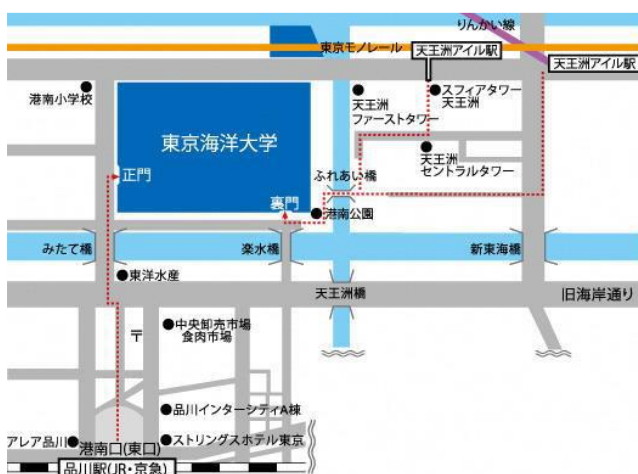 りんかい線
東京モノレール
天王洲アイル駅
天王洲アイル駅
港南小学校
スフィアタワー
天王洲
天王洲
ファーストタワー
東京海洋大学
天王洲
セントラルタワー
ふれあい橋
正門
裏門
港南公園
みたて橋
楽水橋
新東海橋
東洋水産
天王洲橋
旧海岸通り
〒
中央卸売市場
食肉市場
品川インターシティA棟
アレア品川
港南口(東口)
ストリングスホテル東京
品川駅(JR・京急)